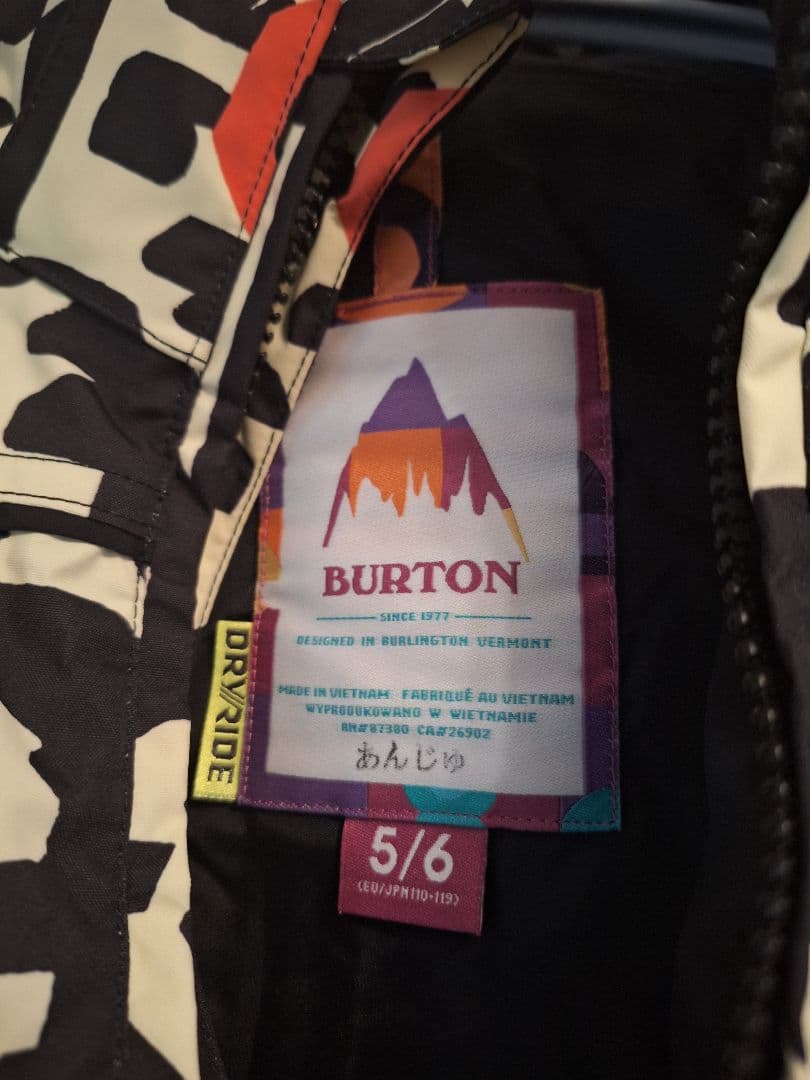 BURTON
SINCE 1977
DESIGNED IN BURLINGTON VERMONT
MADE IN VIETNAM FABRIQUÉ AU VIETNAM
WYPRODUKOWANO W WIETNAMIE
RN#87380 CA#26902
あんじゅ
DRY//RIDE
5/6
(EU/JPN110-119)